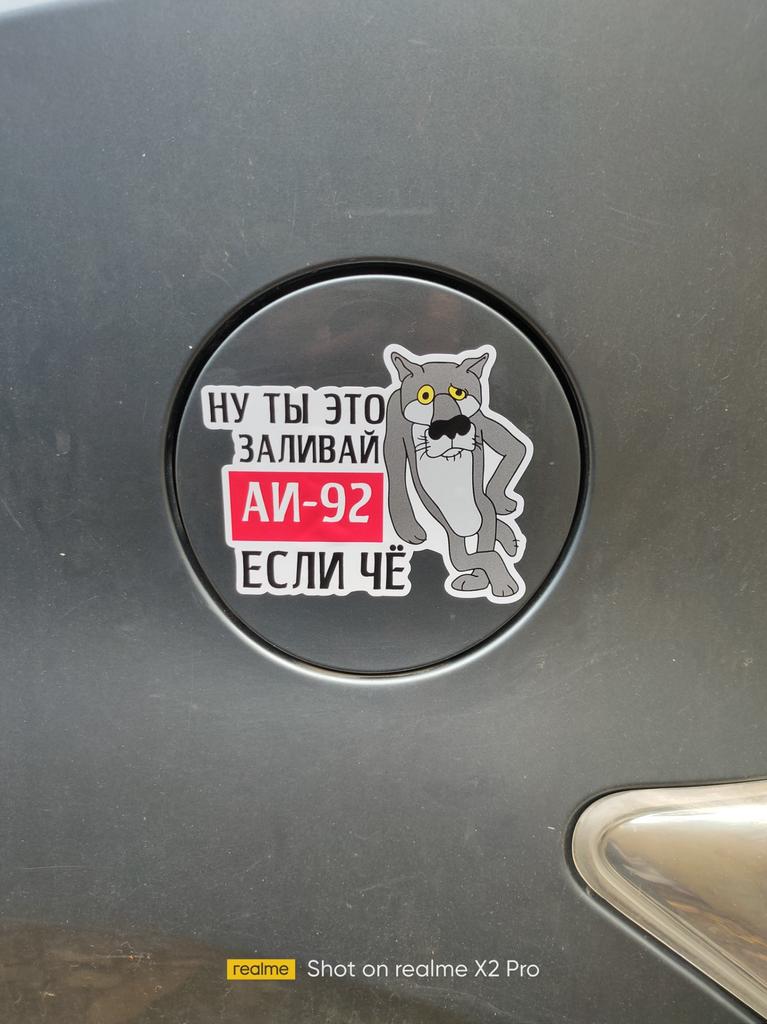 НУ ТЫ ЭТО
ЗАЛИВАЙ
АИ-92
ЕСЛИ ЧЁ
realme Shot on realme X2 Pro